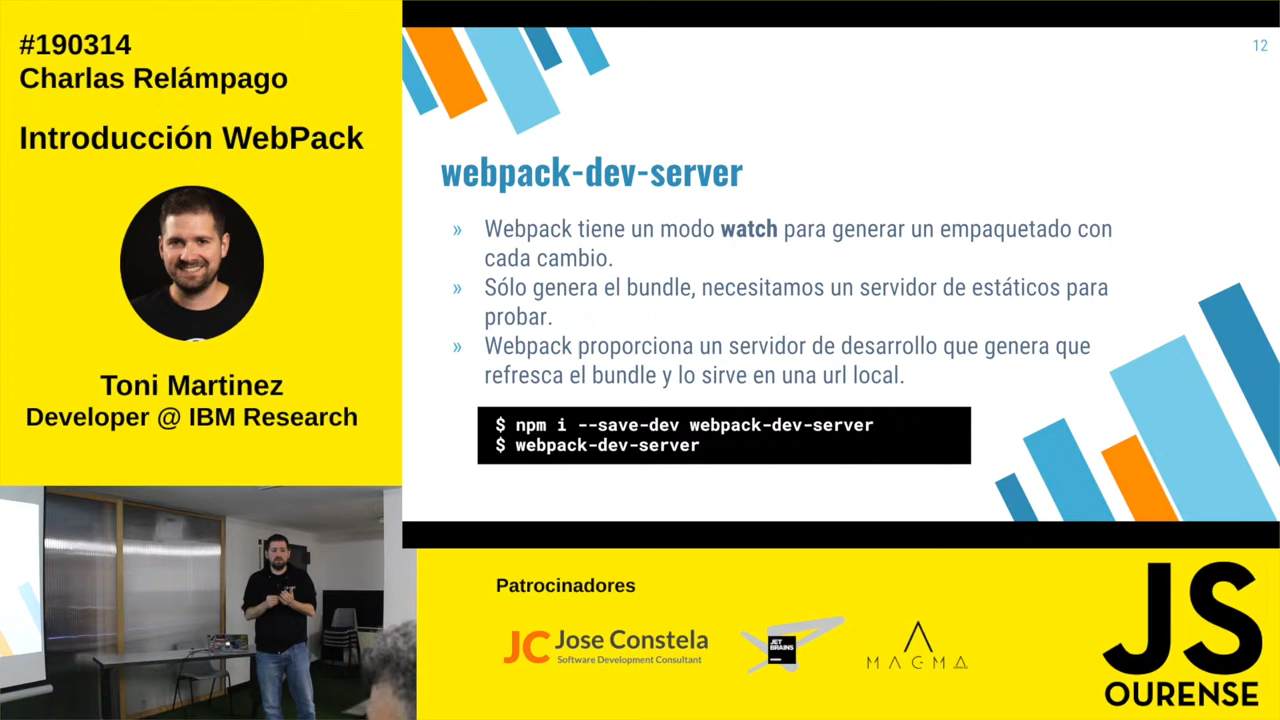 #190314
Charlas Relámpago
Introducción WebPack
Toni Martinez
Developer @ IBM Research
12
webpack-dev-server
» Webpack tiene un modo watch para generar un empaquetado con
cada cambio.
» Sólo genera el bundle, necesitamos un servidor de estáticos para
probar.
» Webpack proporciona un servidor de desarrollo que genera que
refresca el bundle y lo sirve en una url local.
$ npm i --save-dev webpack-dev-server
$ webpack-dev-server
Patrocinadores
JC Jose Constela
Software Development Consultant
JET
BRAINS
MAGMA
JS
OURENSE